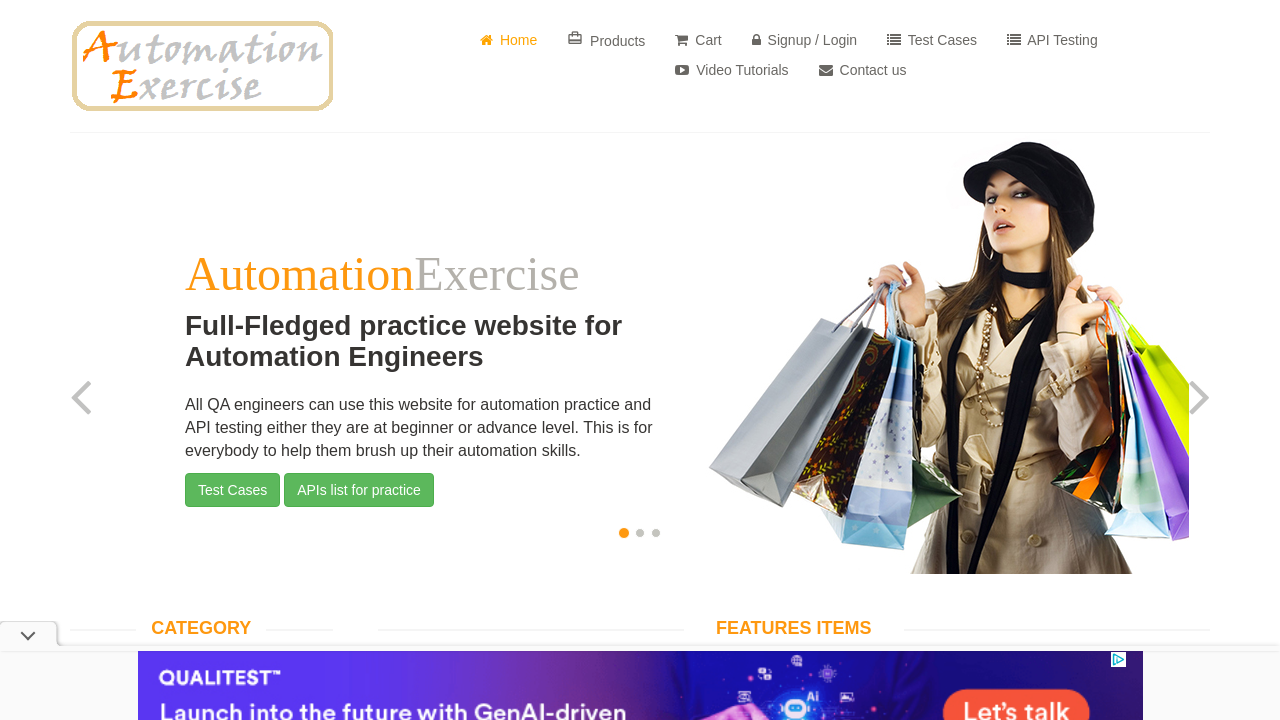 Automation
Exercise
Home
Products
Cart
Signup / Login
Test Cases
API Testing
Video Tutorials
Contact us
AutomationExercise
Full-Fledged practice website for
Automation Engineers
All QA engineers can use this website for automation practice and
API testing either they are at beginner or advance level. This is for
everybody to help them brush up their automation skills.
Test Cases
APIs list for practice
CATEGORY
FEATURES ITEMS
QUALITEST™
Launch into the future with GenAI-driven
Ai
Let's talk